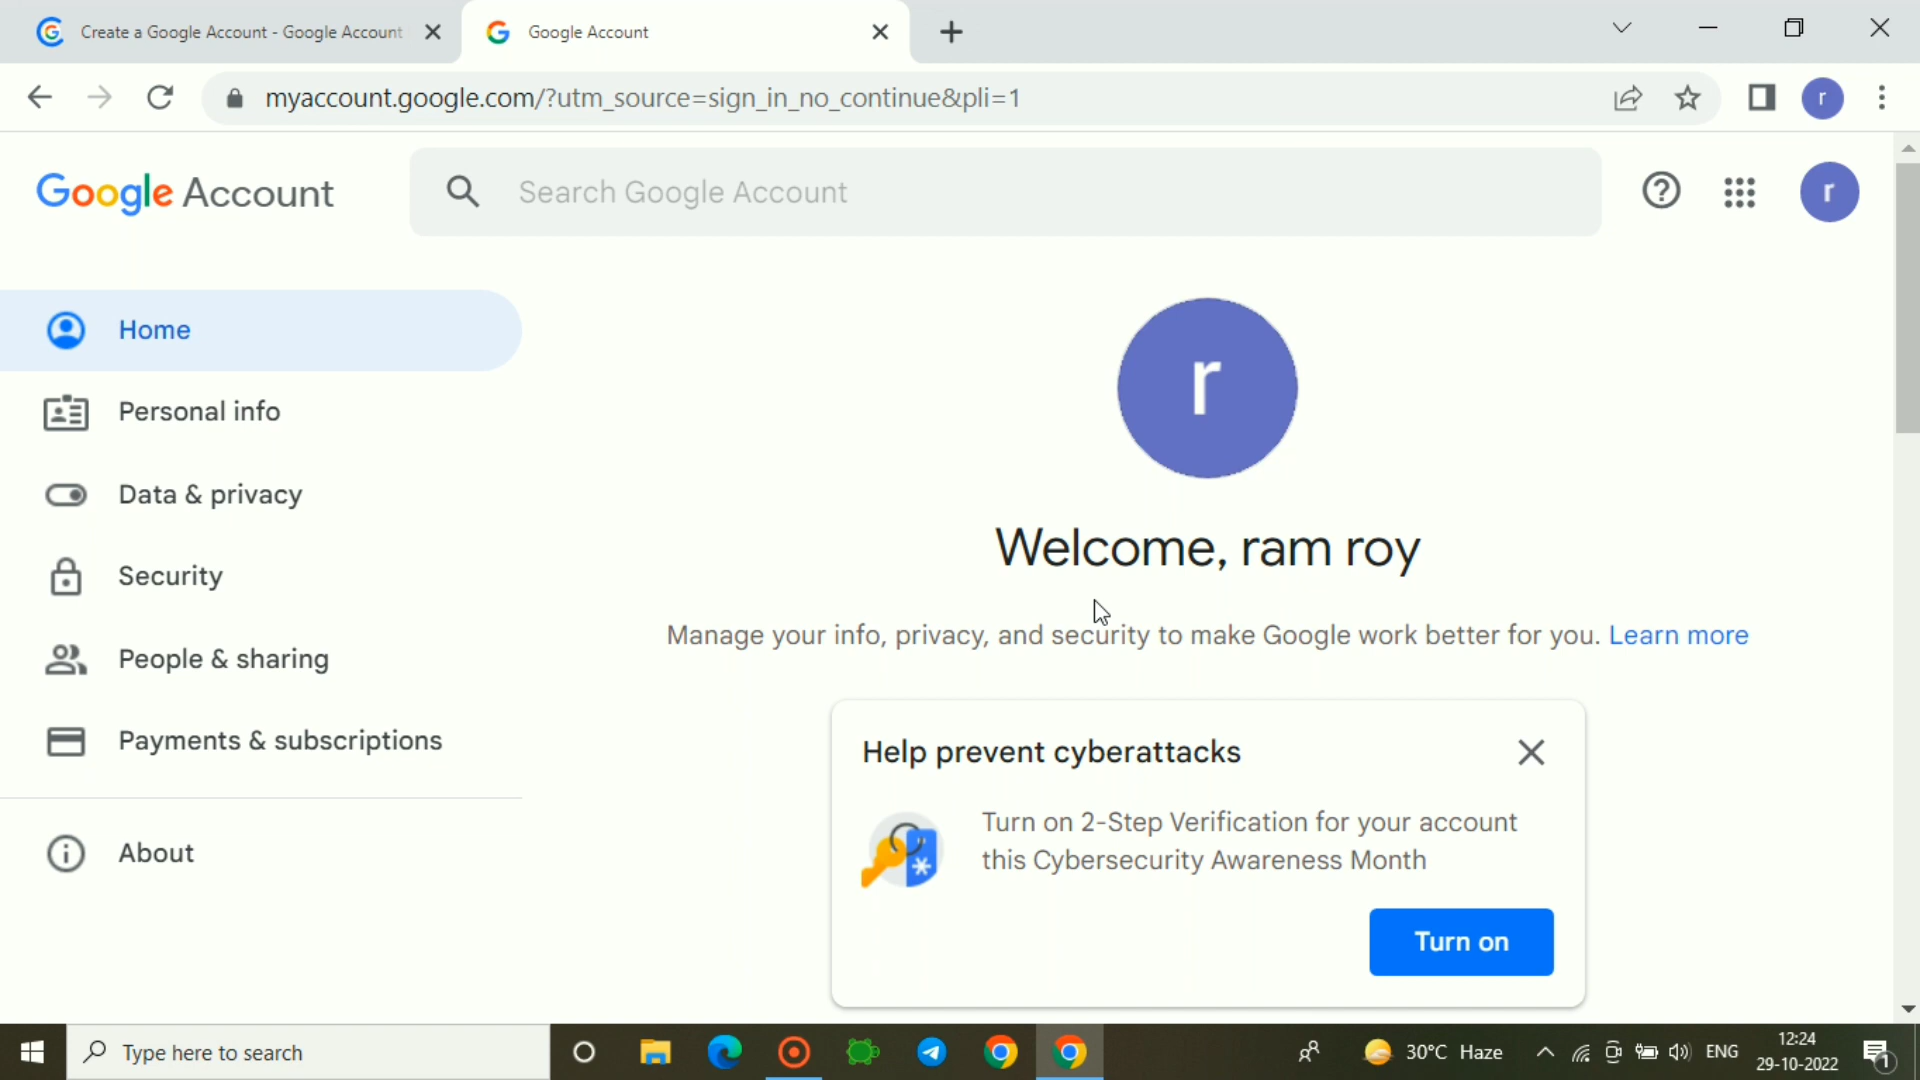 Create a Google Account - Google Account
Google Account
myaccount.google.com/?utm_source=sign_in_no_continue&pli=1
r
Google Account
Search Google Account
r
Home
Personal info
Data & privacy
Security
People & sharing
Payments & subscriptions
About
r
Welcome, ram roy
Manage your info, privacy, and security to make Google work better for you. Learn more
Help prevent cyberattacks
Turn on 2-Step Verification for your account
this Cybersecurity Awareness Month
Turn on
Type here to search
30°C Haze
ENG
12:24
29-10-2022
1